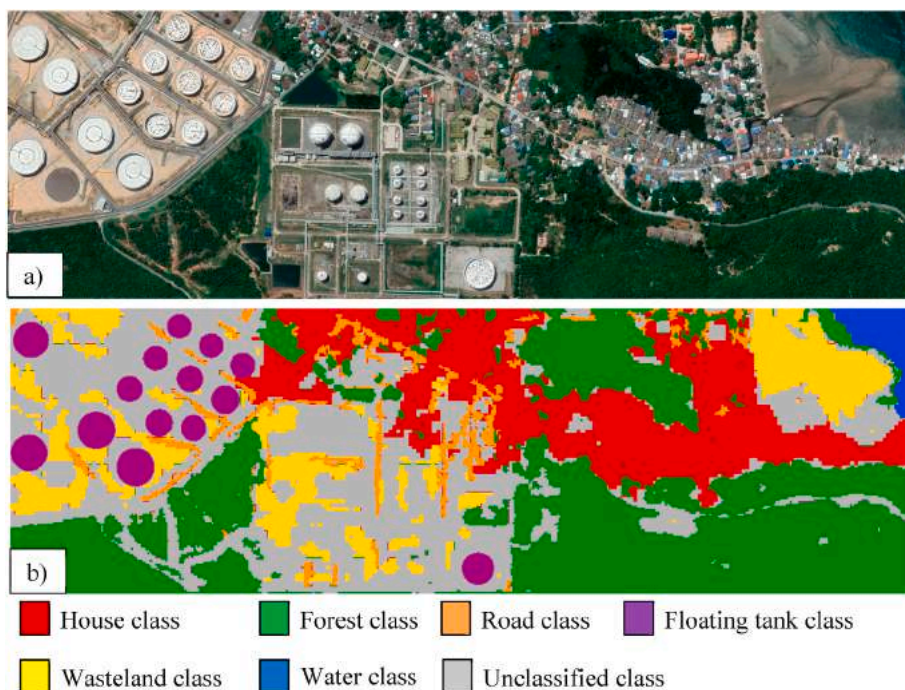 a)
b)
House class
Forest class
Road class
Floating tank class
Wasteland class
Water class
Unclassified class